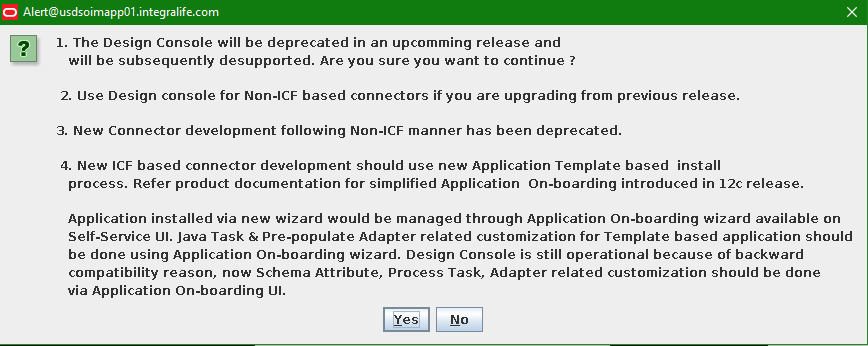 Alert@usdsoimapp01.integralife.com
1. The Design Console will be deprecated in an upcomming release and
will be subsequently desupported. Are you sure you want to continue ?
2. Use Design console for Non-ICF based connectors if you are upgrading from previous release.
3. New Connector development following Non-ICF manner has been deprecated.
4. New ICF based connector development should use new Application Template based  install
process. Refer product documentation for simplified Application  On-boarding introduced in 12c release.
Application installed via new wizard would be managed through Application On-boarding wizard available on
Self-Service UI. Java Task & Pre-populate Adapter related customization for Template based application should
be done using Application On-boarding wizard. Design Console is still operational because of backward
compatibility reason, now Schema Attribute, Process Task, Adapter related customization should be done
via Application On-boarding UI.
Yes No